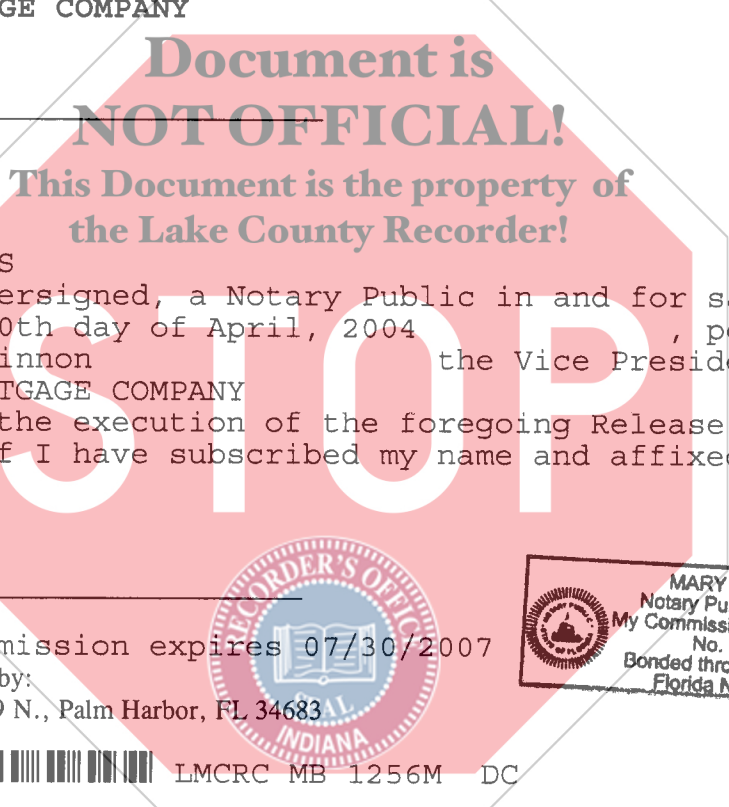 GE COMPANY
Document is
NOT OFFICIAL!
This Document is the property of
the Lake County Recorder!
S
ersigned, a Notary Public in and for s
0th day of April, 2004 , p
innon the Vice Presid
TGAGE COMPANY
the execution of the foregoing Release
f I have subscribed my name and affixe
STOP
RECORDER'S OFFICE
SEAL
INDIANA
MARY
Notary Pu
My Commiss
No.
Bonded thro
Florida N
mission expires 07/30/2007
by:
9 N., Palm Harbor, FL 34683
LMCRC MB 1256M DC